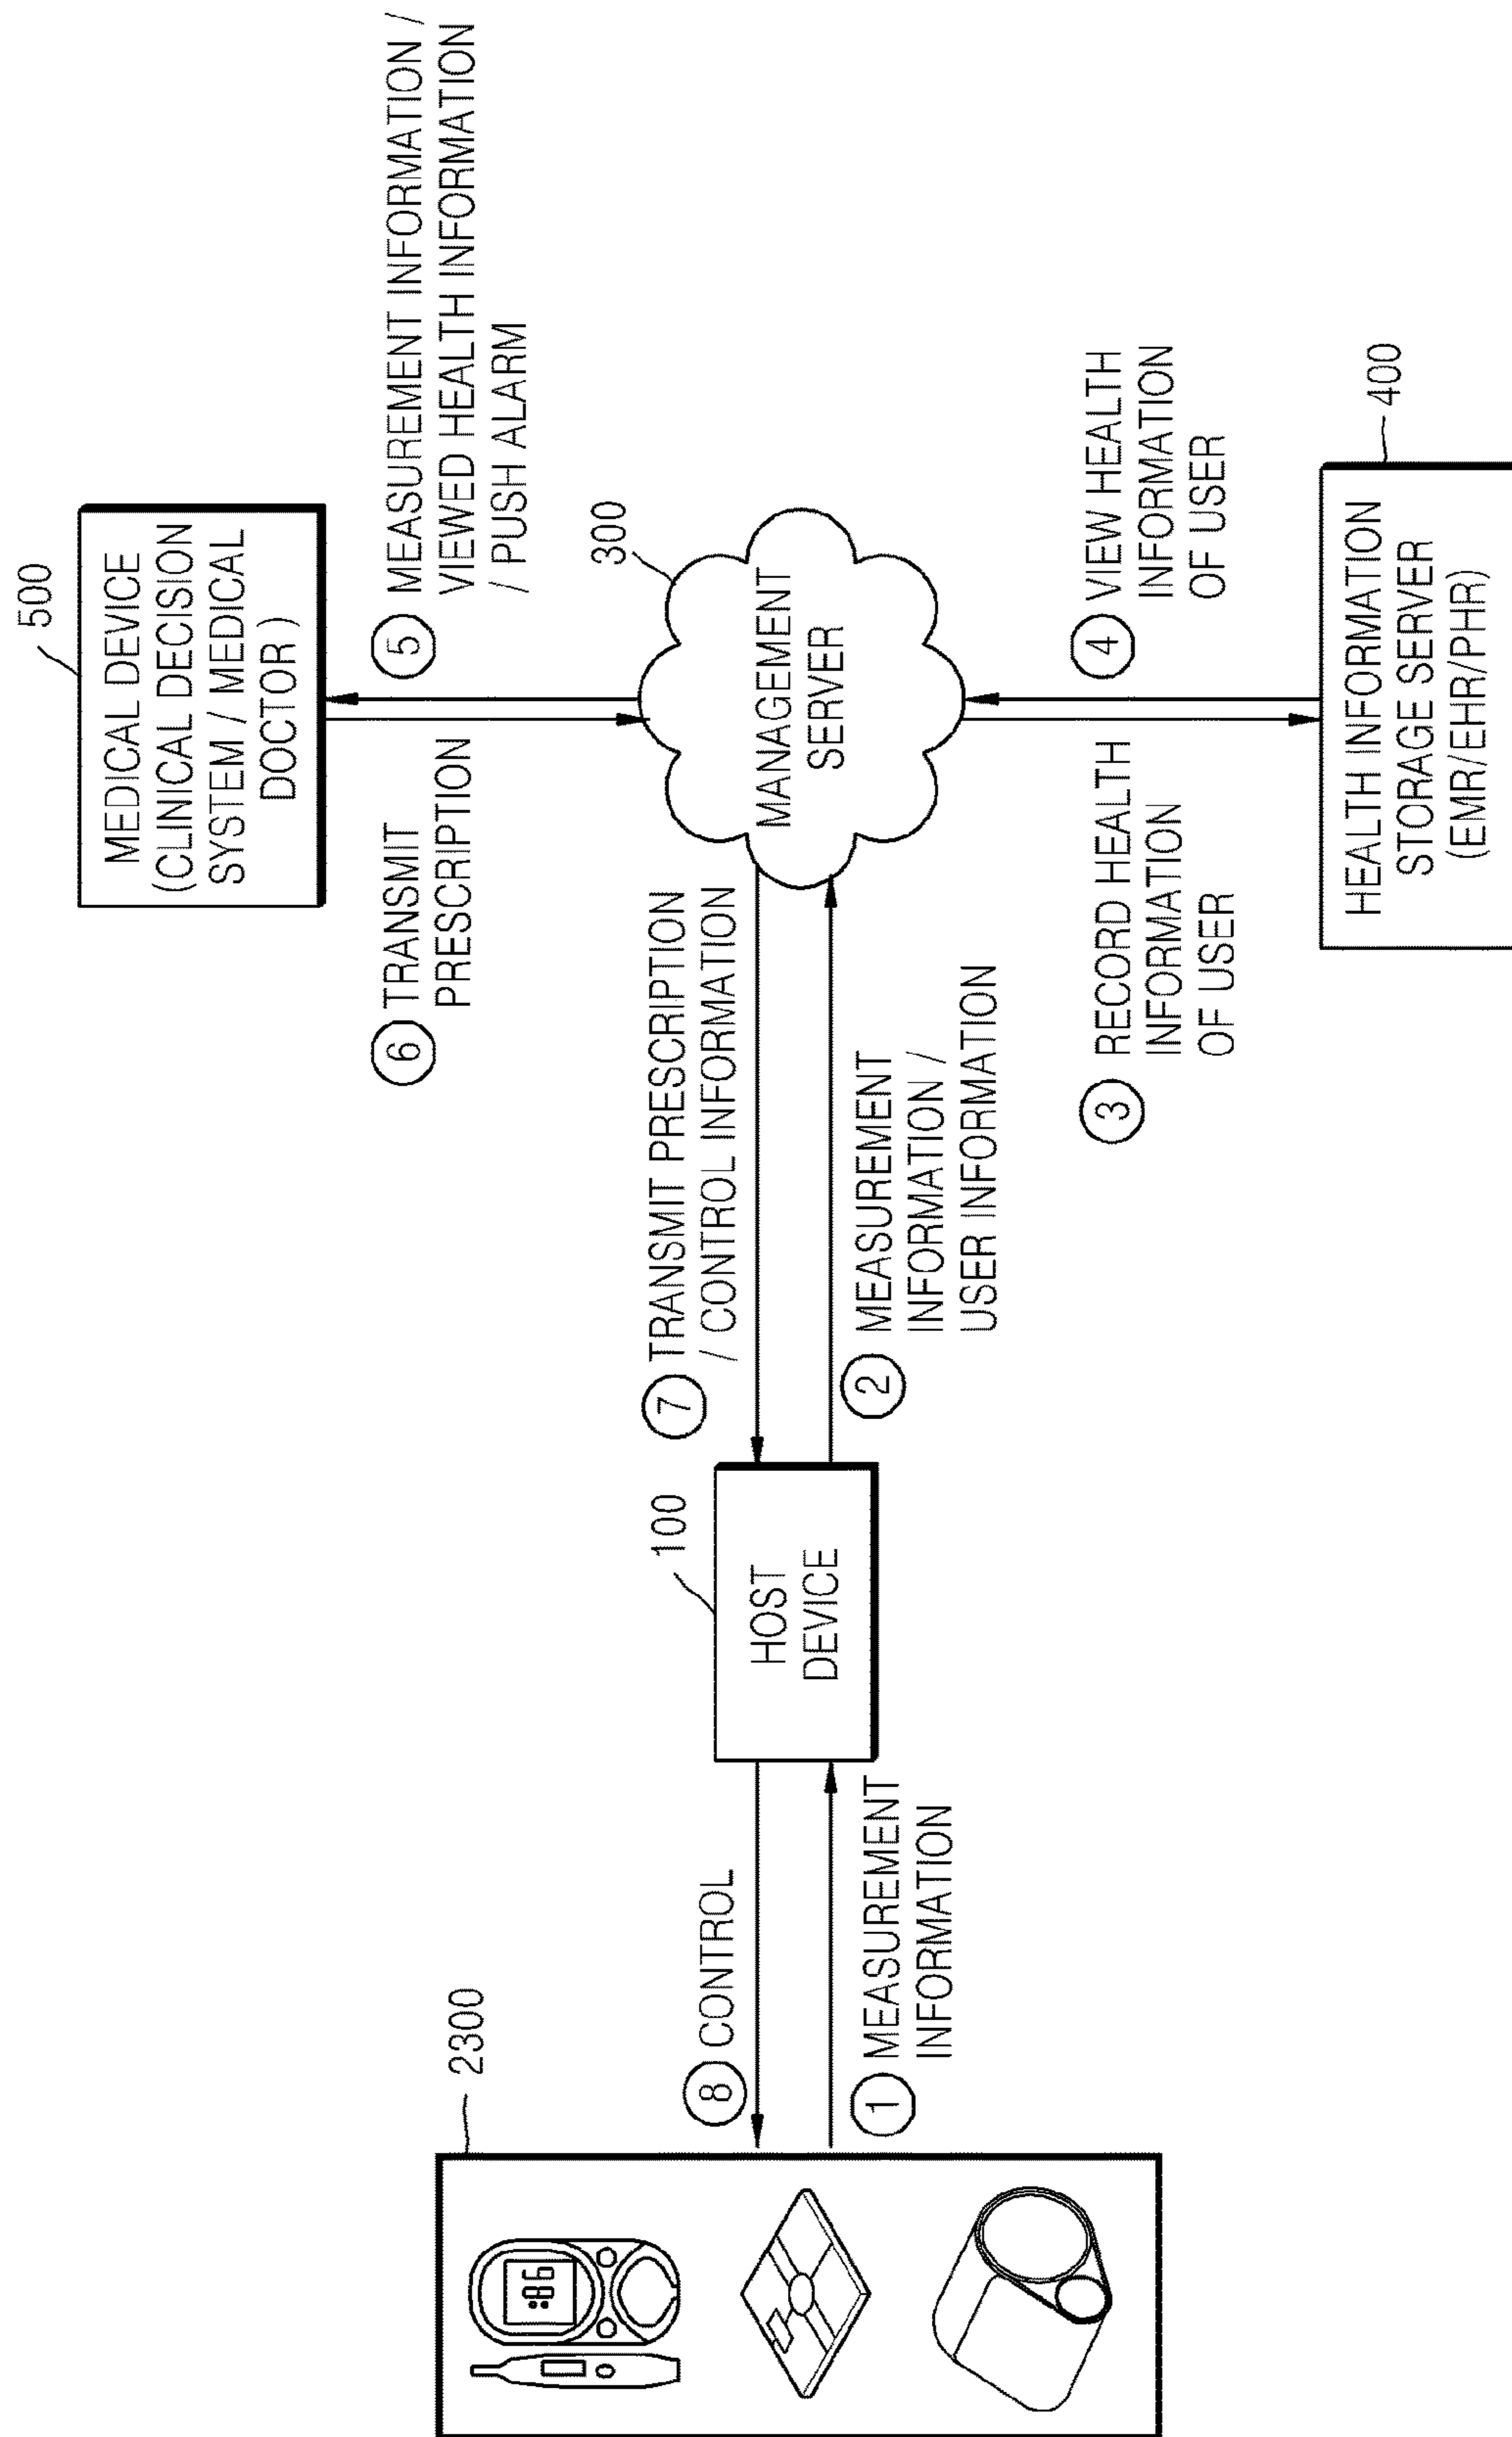 500
MEDICAL DEVICE
(CLINICAL DECISION
SYSTEM / MEDICAL
DOCTOR )
6 TRANSMIT
PRESCRIPTION
5 MEASUREMENT INFORMATION /
VIEWED HEALTH INFORMATION
/ PUSH ALARM
2300
8 CONTROL
1 MEASUREMENT
INFORMATION
100
HOST
DEVICE
7 TRANSMIT PRESCRIPTION
/ CONTROL INFORMATION
2 MEASUREMENT
INFORMATION /
USER INFORMATION
300
MANAGEMENT
SERVER
3 RECORD HEALTH
INFORMATION
OF USER
4 VIEW HEALTH
INFORMATION
OF USER
400
HEALTH INFORMATION
STORAGE SERVER
(EMR/EHR/PHR)